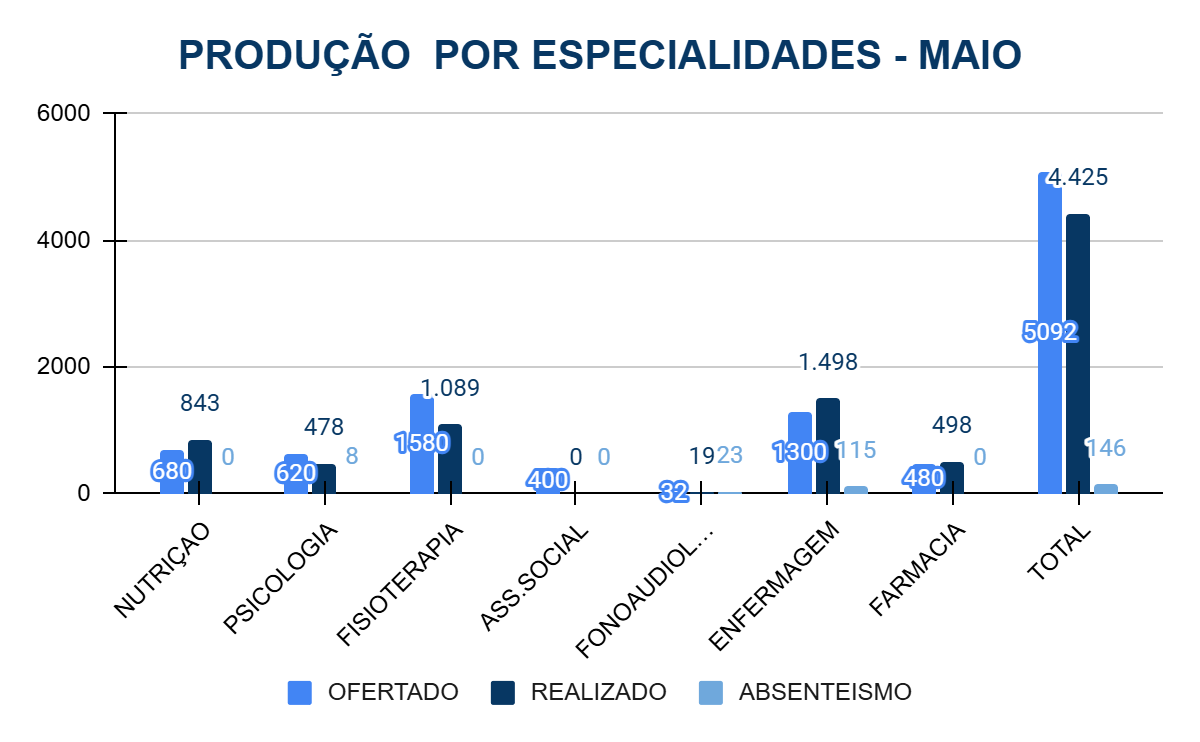 PRODUÇÃO POR ESPECIALIDADES - MAIO
6000
4000
2000
0
680
843
0
620
478
8
1580
1.089
0
400
0
0
32
19
23
1300
1.498
115
480
498
0
5092
4.425
146
NUTRIÇAO
PSICOLOGIA
FISIOTERAPIA
ASS.SOCIAL
FONOAUDIOL...
ENFERMAGEM
FARMACIA
TOTAL
OFERTADO
REALIZADO
ABSENTEISMO